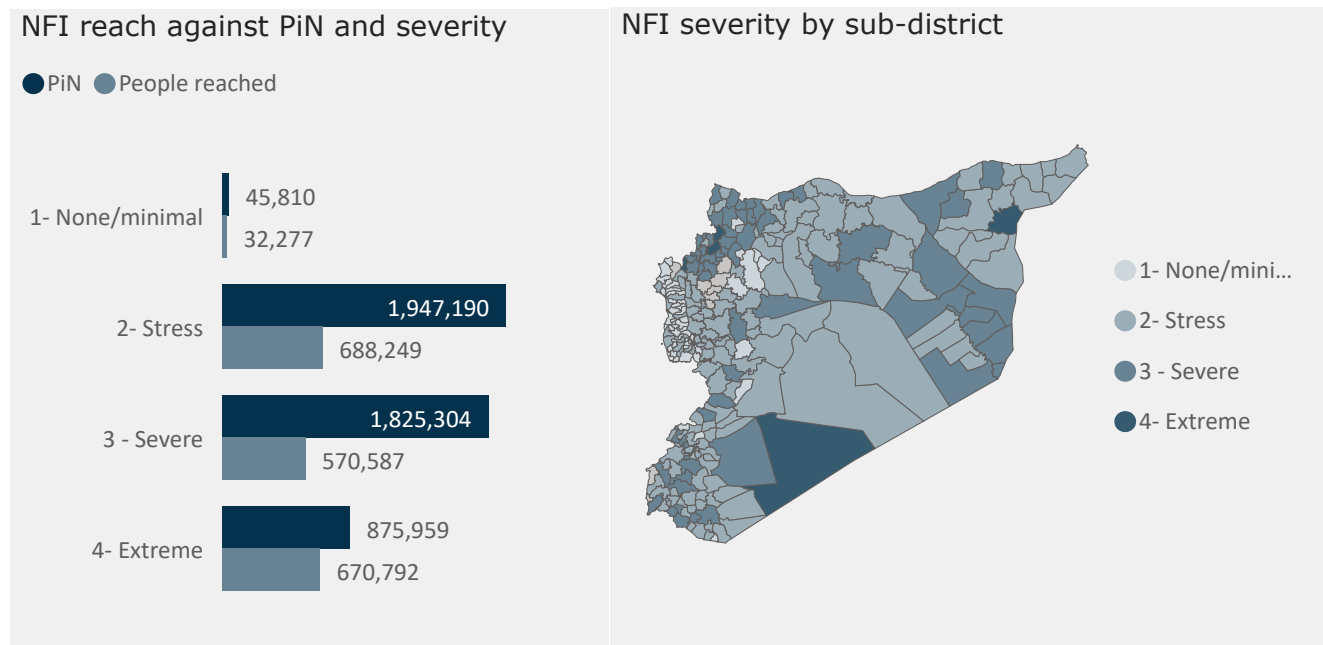 NFI reach against PiN and severity
PiN People reached
1- None/minimal
45,810
32,277
2- Stress
1,947,190
688,249
3 - Severe
1,825,304
570,587
4- Extreme
875,959
670,792
NFI severity by sub-district
1- None/mini...
2- Stress
3 - Severe
4- Extreme